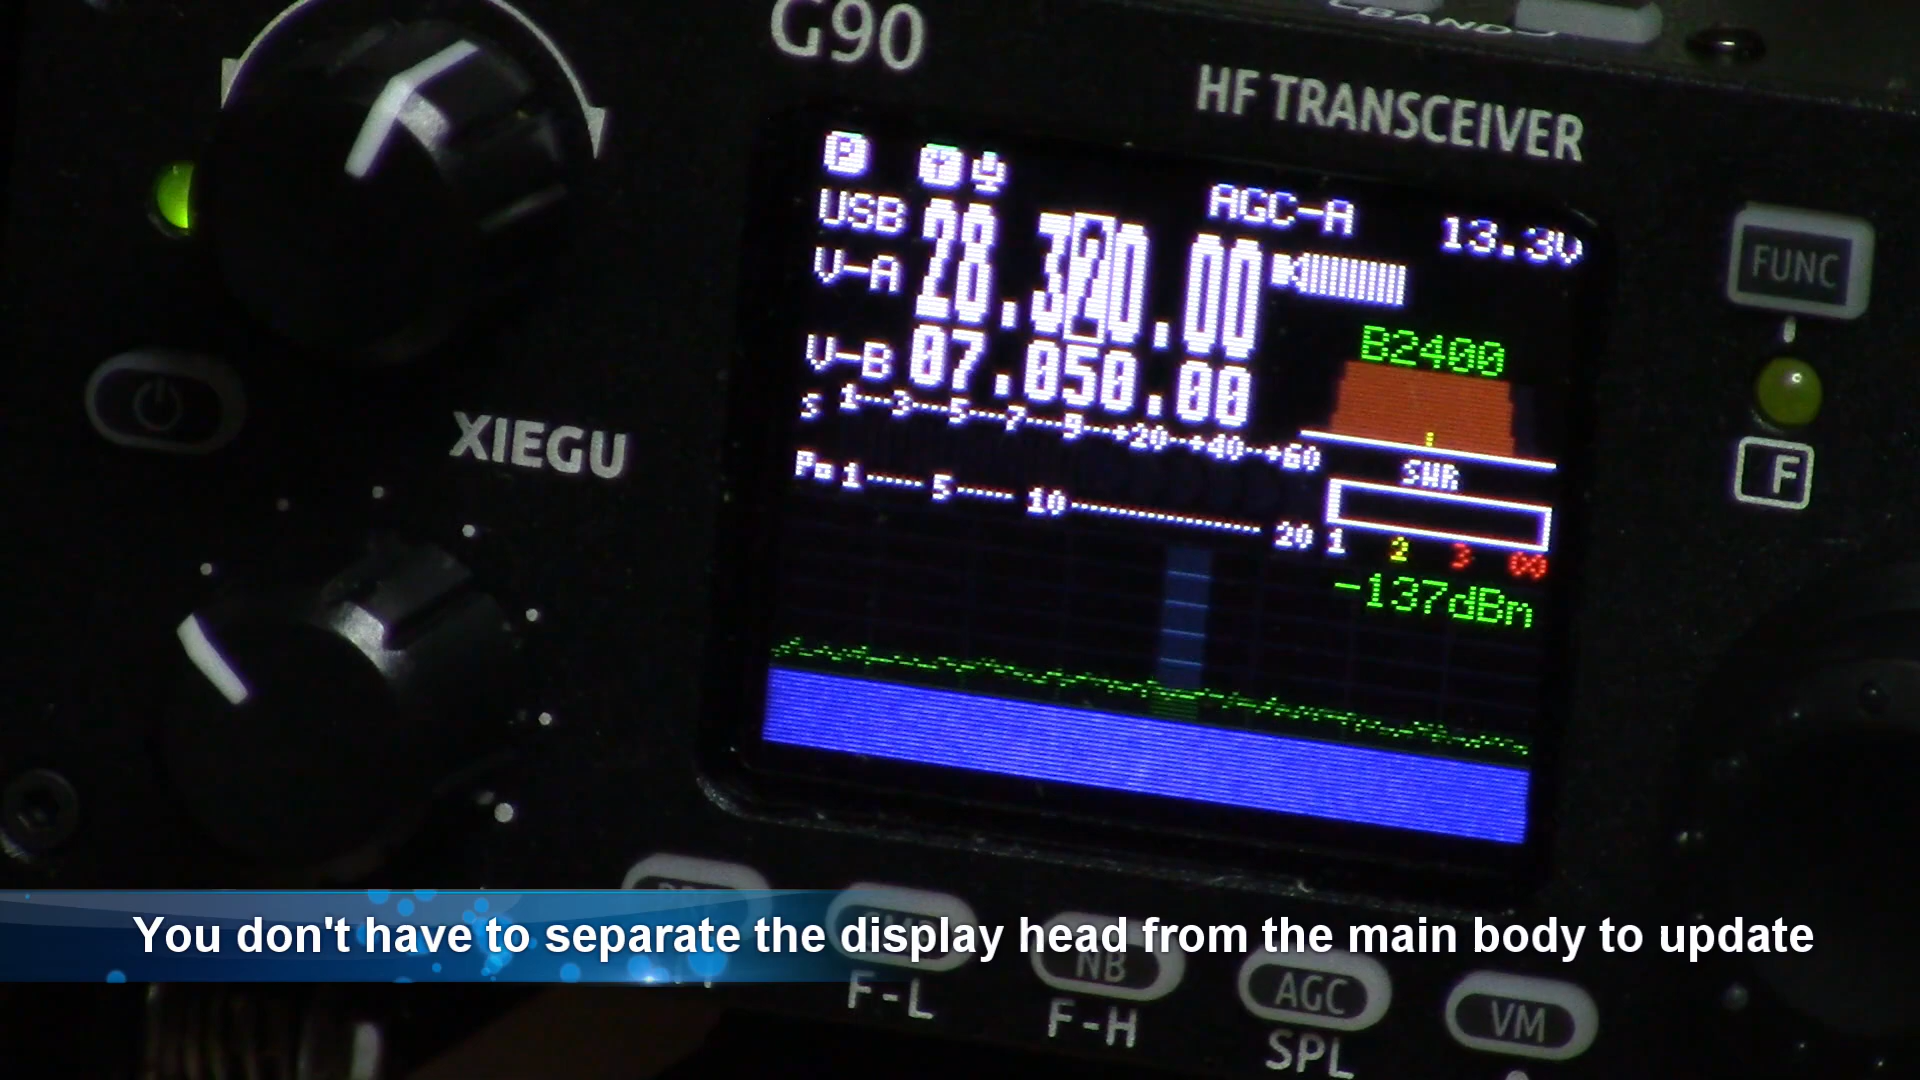 G90
BAND
HF TRANSCEIVER
P
USB
AGC-A
13.3V
V-A
28.320.00
FUNC
B2400
V-B
07.050.00
S 1 3 5 7 9 +20 +40 +60
SWR
F
XIEGU
Po 1 5 10 20
1 2 3 ∞
-137dBm
You don't have to separate the display head from the main body to update
NB
AGC
VM
F-L
F-H
SPL